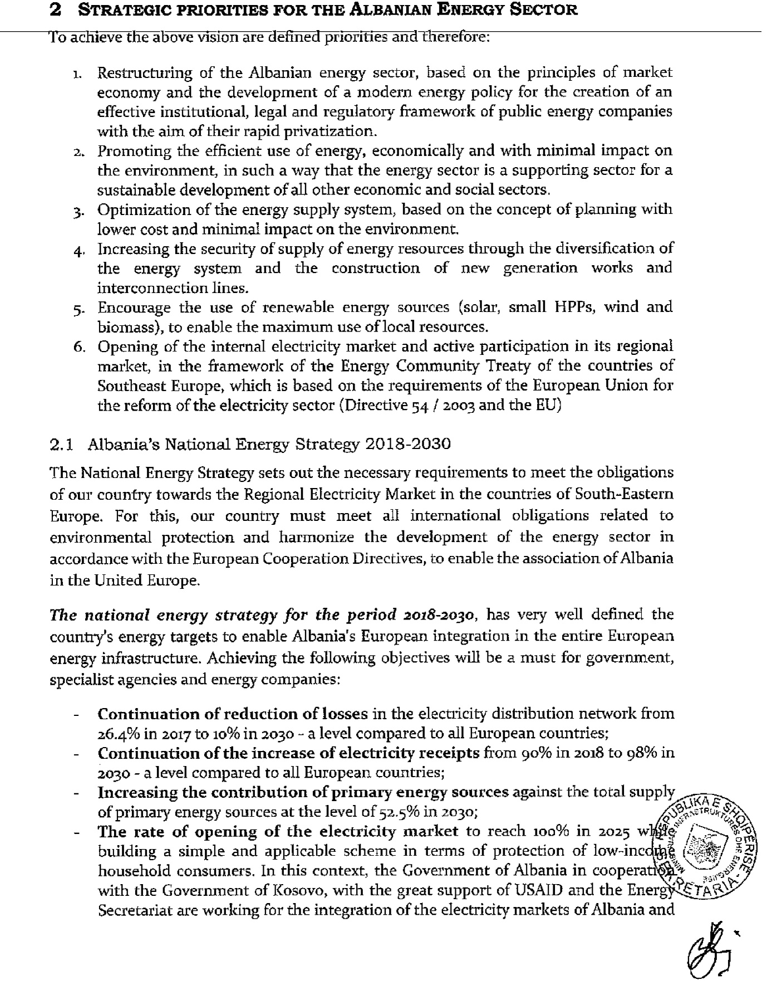 2 STRATEGIC PRIORITIES FOR THE ALBANIAN ENERGY SECTOR
To achieve the above vision are defined priorities and therefore:
1. Restructuring of the Albanian energy sector, based on the principles of market
economy and the development of a modern energy policy for the creation of an
effective institutional, legal and regulatory framework of public energy companies
with the aim of their rapid privatization.
2. Promoting the efficient use of energy, economically and with minimal impact on
the environment, in such a way that the energy sector is a supporting sector for a
sustainable development of all other economic and social sectors.
3. Optimization of the energy supply system, based on the concept of planning with
lower cost and minimal impact on the environment.
4. Increasing the security of supply of energy resources through the diversification of
the energy system and the construction of new generation works and
interconnection lines.
5. Encourage the use of renewable energy sources (solar, small HPPs, wind and
biomass), to enable the maximum use of local resources.
6. Opening of the internal electricity market and active participation in its regional
market, in the framework of the Energy Community Treaty of the countries of
Southeast Europe, which is based on the requirements of the European Union for
the reform of the electricity sector (Directive 54 / 2003 and the EU)
2.1 Albania's National Energy Strategy 2018-2030
The National Energy Strategy sets out the necessary requirements to meet the obligations
of our country towards the Regional Electricity Market in the countries of South-Eastern
Europe. For this, our country must meet all international obligations related to
environmental protection and harmonize the development of the energy sector in
accordance with the European Cooperation Directives, to enable the association of Albania
in the United Europe.
The national energy strategy for the period 2018-2030, has very well defined the
country's energy targets to enable Albania's European integration in the entire European
energy infrastructure. Achieving the following objectives will be a must for government,
specialist agencies and energy companies:
- Continuation of reduction of losses in the electricity distribution network from
26.4% in 2017 to 10% in 2030 - a level compared to all European countries;
- Continuation of the increase of electricity receipts from 90% in 2018 to 98% in
2030 - a level compared to all European countries;
- Increasing the contribution of primary energy sources against the total supply
of primary energy sources at the level of 52.5% in 2030;
- The rate of opening of the electricity market to reach 100% in 2025 while
building a simple and applicable scheme in terms of protection of low-income
household consumers. In this context, the Government of Albania in cooperation
with the Government of Kosovo, with the great support of USAID and the Energy
Secretariat are working for the integration of the electricity markets of Albania and
REPUBLIKA E SHQIPERISE
MINISTRIA E INFRASTRUKTURES DHE ENERGJISE
SEKRETARIA